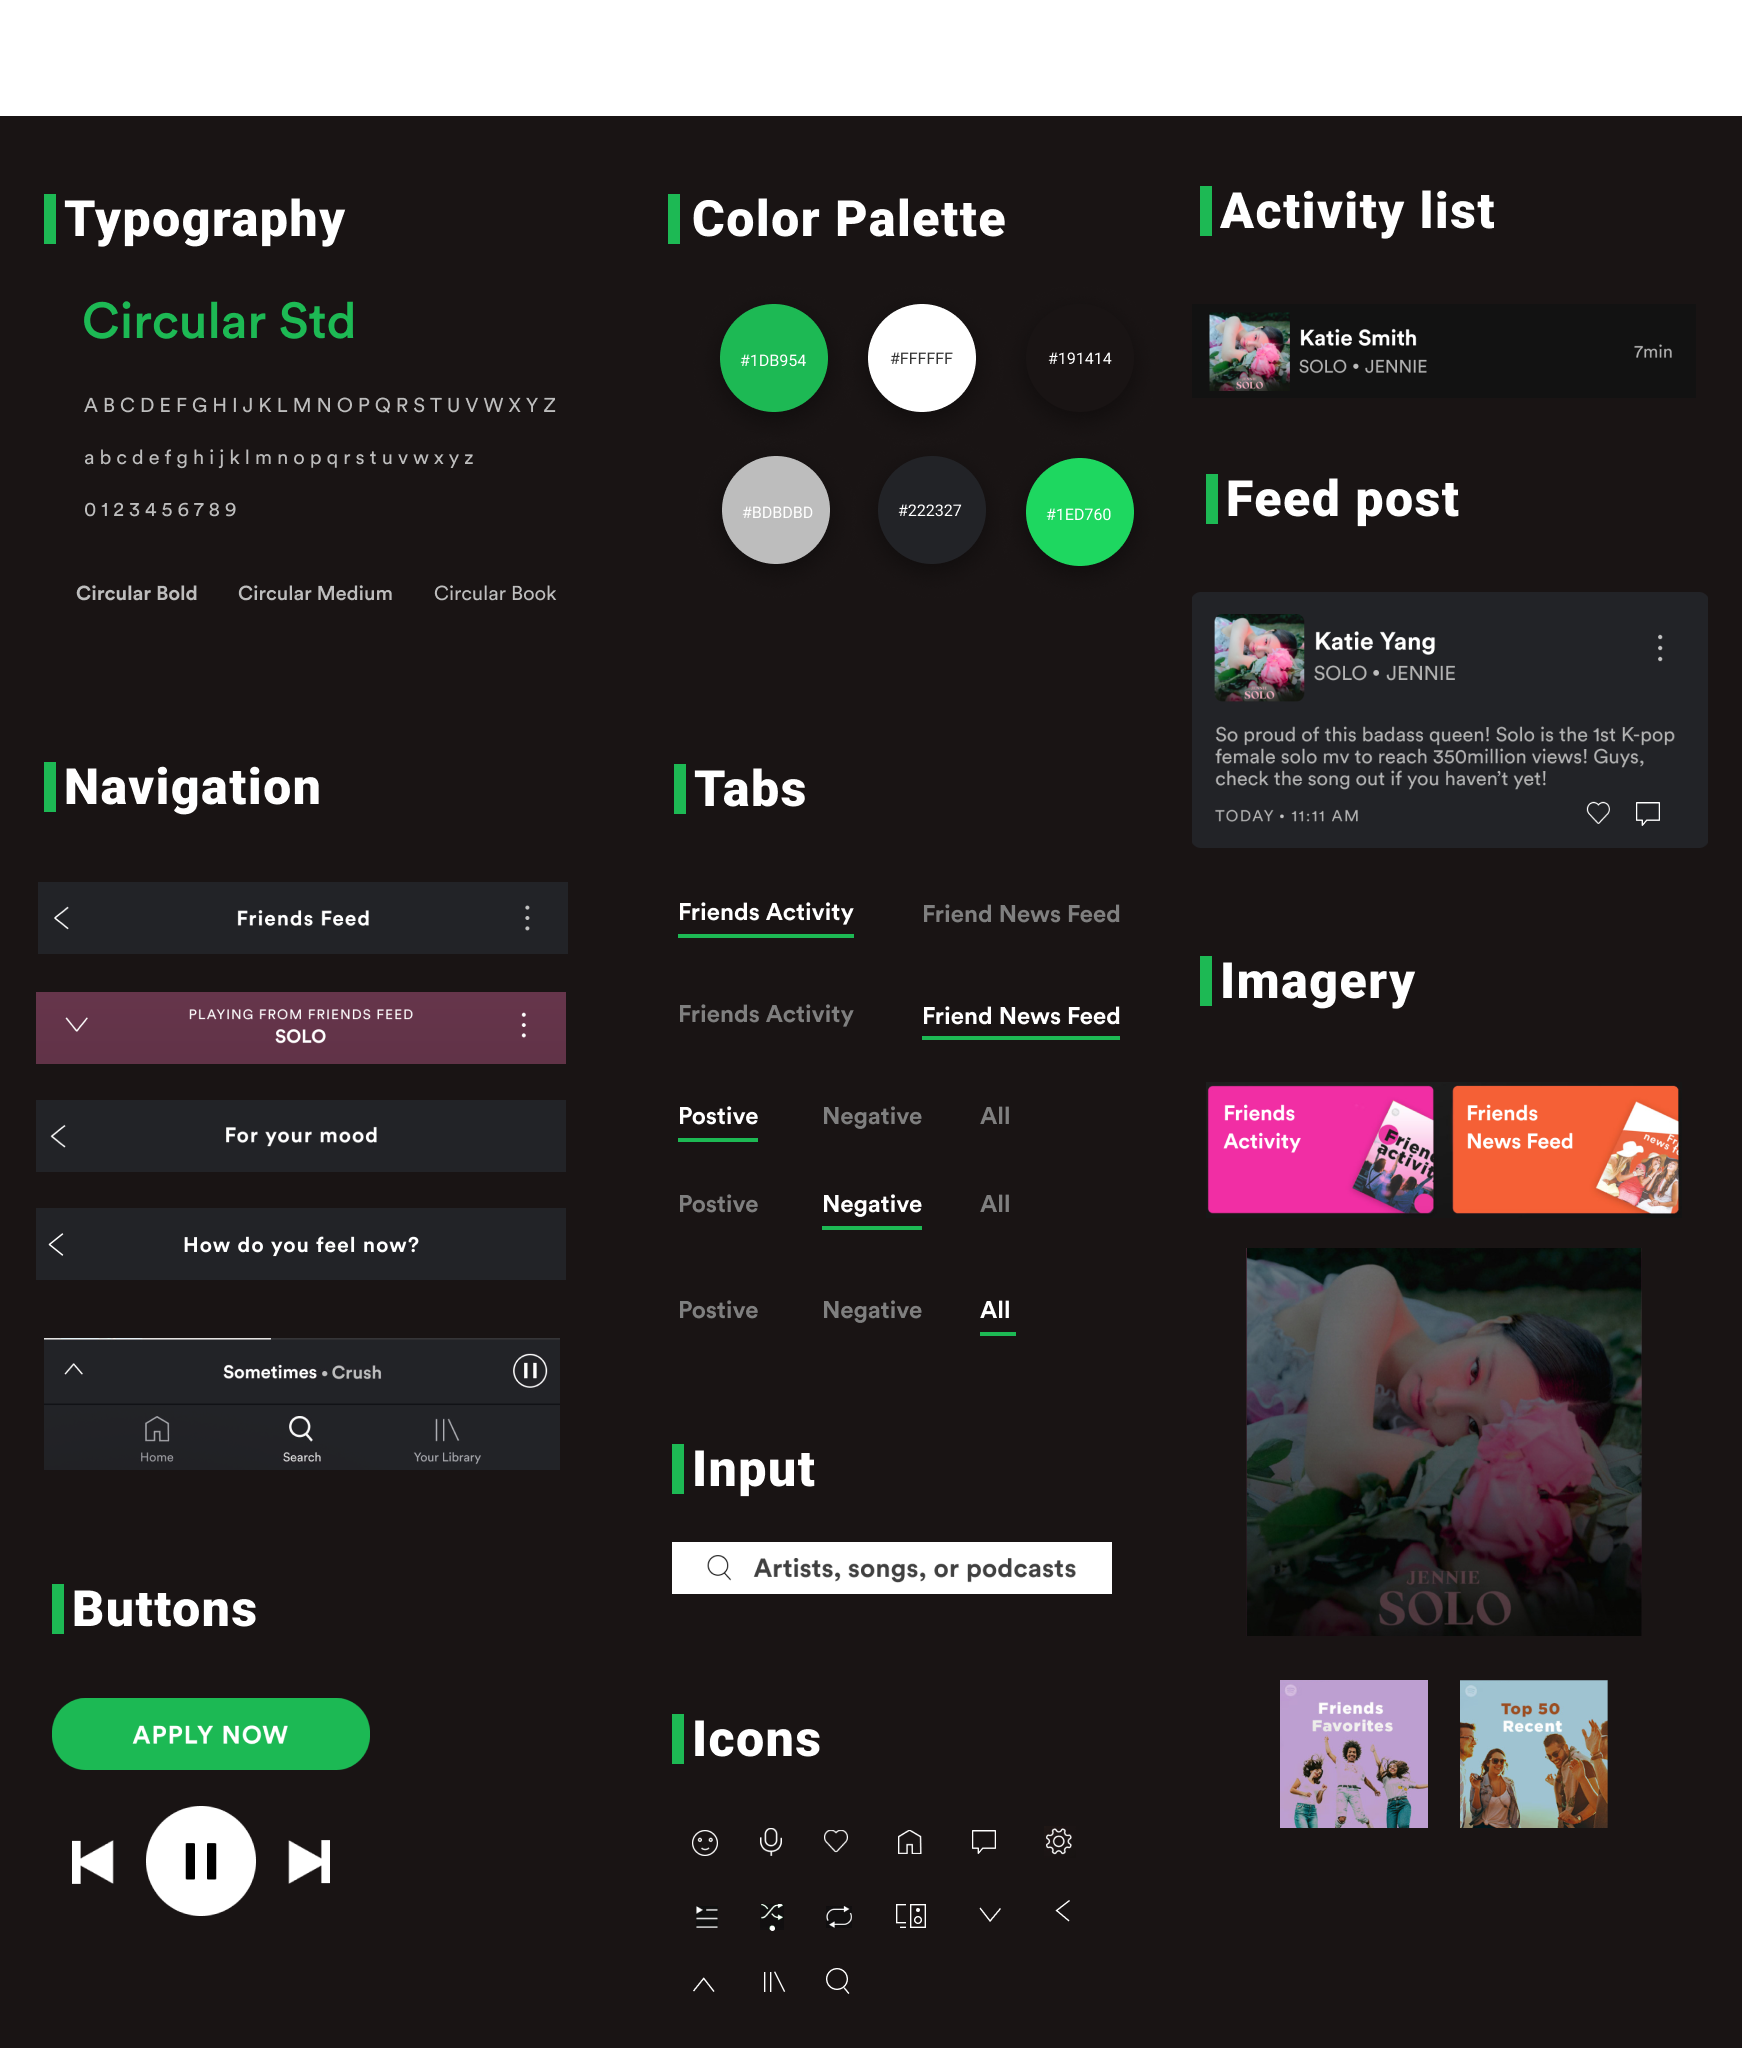 Typography
Circular Std
A B C D E F G H I J K L M N O P Q R S T U V W X Y Z
a b c d e f g h i j k l m n o p q r s t u v w x y z
0 1 2 3 4 5 6 7 8 9
Circular Bold
Circular Medium
Circular Book
Color Palette
#1DB954
#FFFFFF
#191414
#BDBDBD
#222327
#1ED760
Activity list
SOLO
Katie Smith
SOLO • JENNIE
7min
Feed post
SOLO
Katie Yang
SOLO • JENNIE
So proud of this badass queen! Solo is the 1st K-pop
female solo mv to reach 350million views! Guys,
check the song out if you haven't yet!
TODAY • 11:11 AM
Navigation
Friends Feed
PLAYING FROM FRIENDS FEED
SOLO
For your mood
How do you feel now?
Sometimes • Crush
Home
Search
Your Library
Tabs
Friends Activity
Friend News Feed
Friends Activity
Friend News Feed
Postive
Negative
All
Postive
Negative
All
Postive
Negative
All
Imagery
Friends
Activity
Friends
News Feed
JENNIE
SOLO
Friends
Favorites
Top 50
Recent
Input
Artists, songs, or podcasts
Buttons
APPLY NOW
Icons